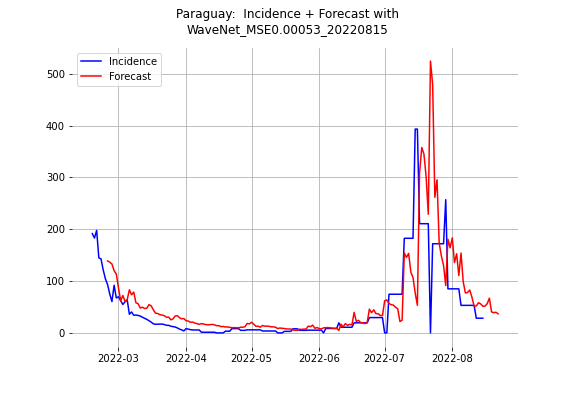 Paraguay:  Incidence + Forecast with
WaveNet_MSE0.00053_20220815
Incidence
Forecast
500
400
300
200
100
0
2022-03 2022-04 2022-05 2022-06 2022-07 2022-08